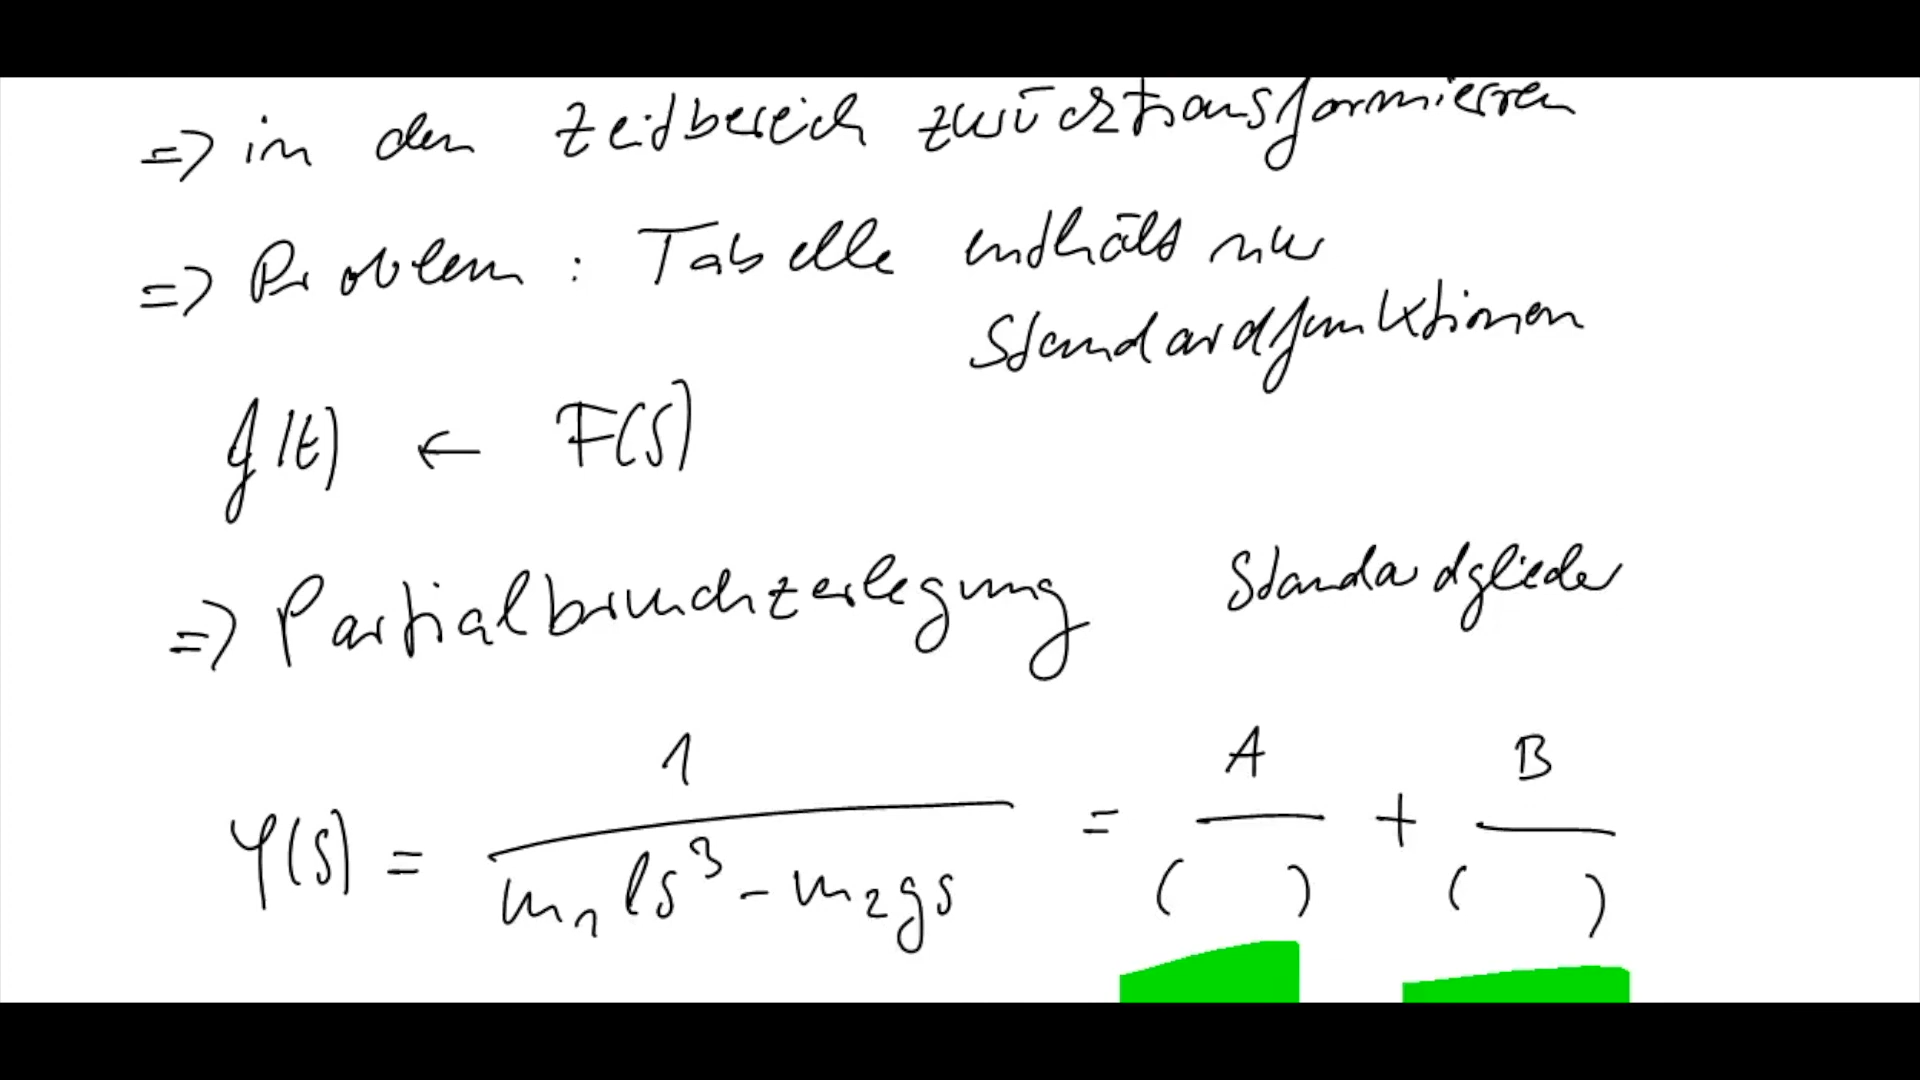 => in den Zeitbereich zurücktransformieren
=> Problem : Tabelle enthält nur
Standardfunktionen
f(t) ← F(s)
=> Partialbruchzerlegung Standardglieder
φ(s) = 1 / (m₁ls³ - m₂gs) = A / ( ) + B / ( )